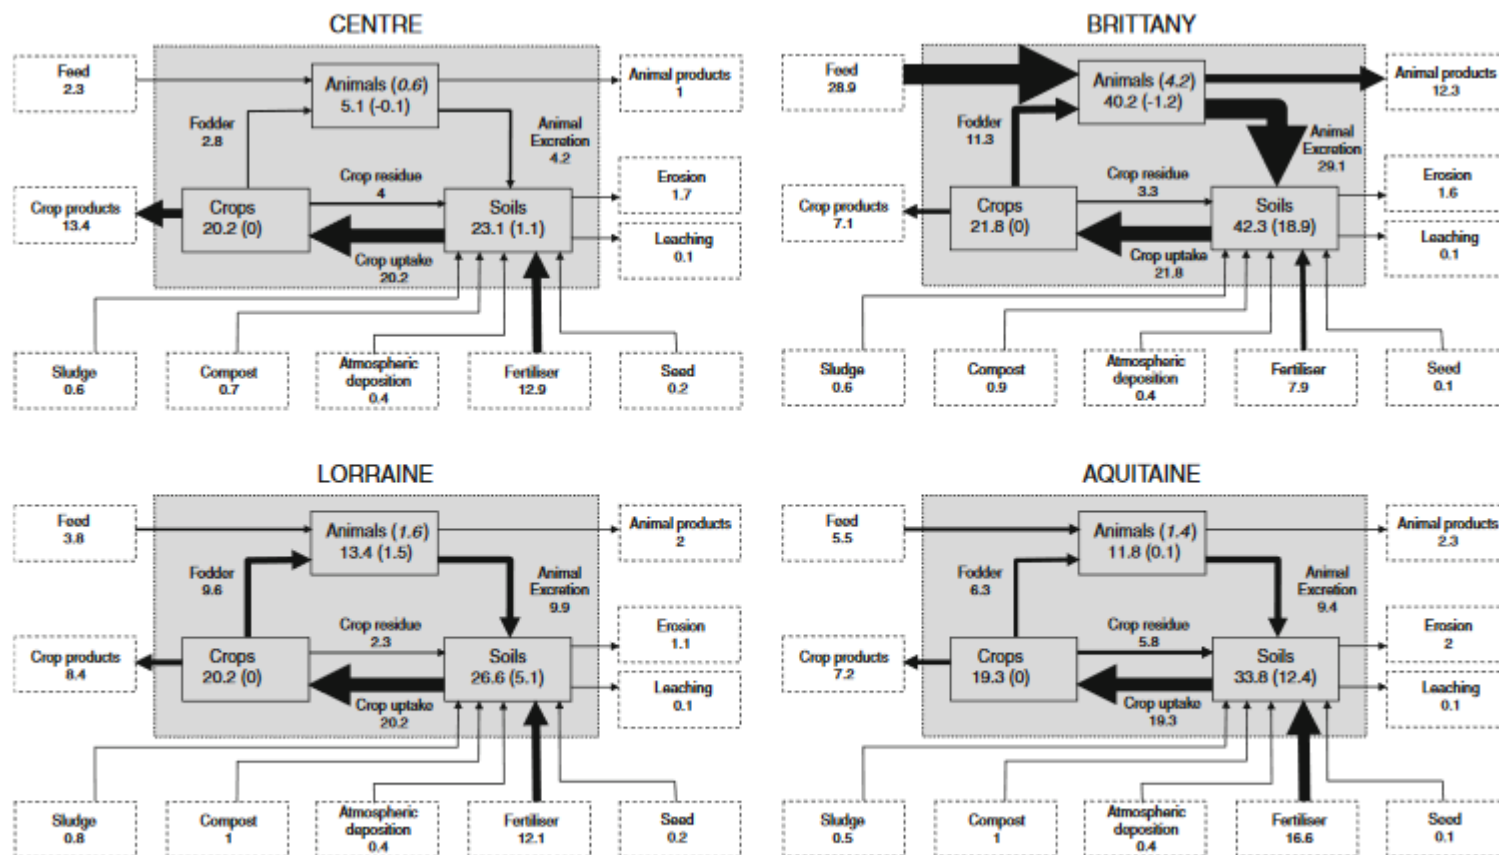 CENTRE
Feed
2.3
Animals (0.6)
5.1 (-0.1)
Animal products
1
Fodder
2.8
Animal
Excretion
4.2
Crop residue
4
Crop products
13.4
Crops
20.2 (0)
Soils
23.1 (1.1)
Erosion
1.7
Leaching
0.1
Crop uptake
20.2
Sludge
0.6
Compost
0.7
Atmospheric
deposition
0.4
Fertiliser
12.9
Seed
0.2
BRITTANY
Feed
28.9
Animals (4.2)
40.2 (-1.2)
Animal products
12.3
Fodder
11.3
Animal
Excretion
29.1
Crop residue
3.3
Crop products
7.1
Crops
21.8 (0)
Soils
42.3 (18.9)
Erosion
1.6
Leaching
0.1
Crop uptake
21.8
Sludge
0.6
Compost
0.9
Atmospheric
deposition
0.4
Fertiliser
7.9
Seed
0.1
LORRAINE
Feed
3.8
Animals (1.6)
13.4 (1.5)
Animal products
2
Fodder
9.6
Animal
Excretion
9.9
Crop residue
2.3
Crop products
8.4
Crops
20.2 (0)
Soils
26.6 (5.1)
Erosion
1.1
Leaching
0.1
Crop uptake
20.2
Sludge
0.8
Compost
1
Atmospheric
deposition
0.4
Fertiliser
12.1
Seed
0.2
AQUITAINE
Feed
5.5
Animals (1.4)
11.8 (0.1)
Animal products
2.3
Fodder
6.3
Animal
Excretion
9.4
Crop residue
5.8
Crop products
7.2
Crops
19.3 (0)
Soils
33.8 (12.4)
Erosion
2
Leaching
0.1
Crop uptake
19.3
Sludge
0.5
Compost
1
Atmospheric
deposition
0.4
Fertiliser
16.6
Seed
0.1